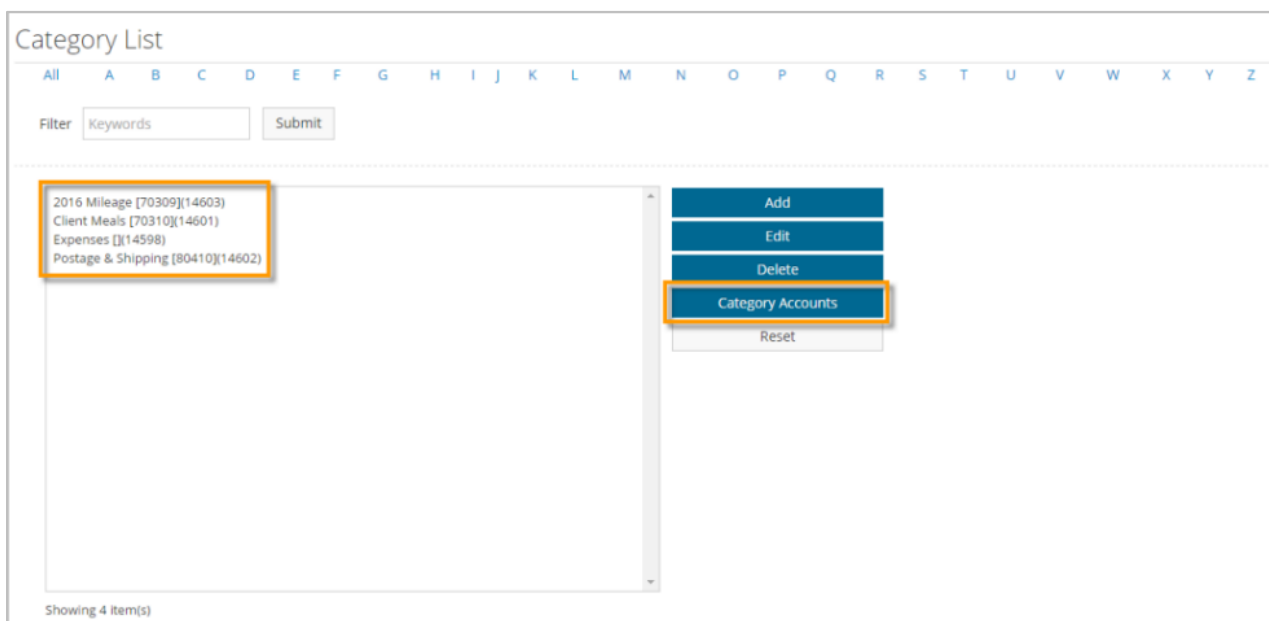 Category List
All A B C D E F G H I J K L M N O P Q R S T U V W X Y Z
Filter Keywords Submit
2016 Mileage [70309](14603)
Client Meals [70310](14601)
Expenses [](14598)
Postage & Shipping [80410](14602)
Add
Edit
Delete
Category Accounts
Reset
Showing 4 item(s)